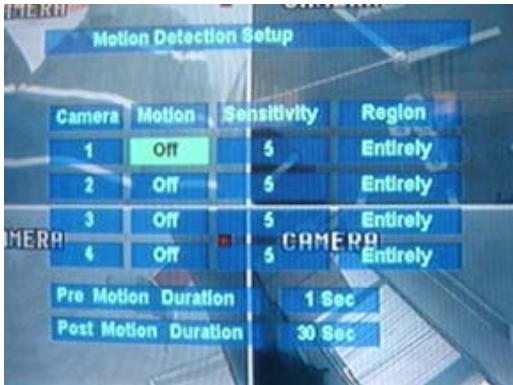 CAMERA
Motion Detection Setup
Camera Motion Sensitivity Region
1 Off 5 Entirely
2 Off 5 Entirely
3 Off 5 Entirely
CAMERA
4 Off 5 Entirely
Pre Motion Duration 1 Sec
Post Motion Duration 30 Sec